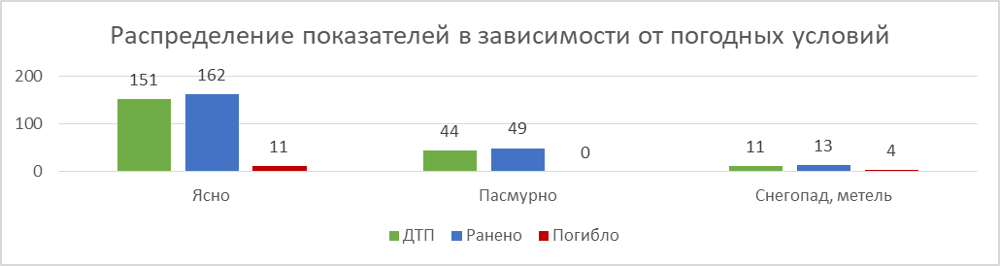 Распределение показателей в зависимости от погодных условий
200
100
0
151 162 11
44 49 0
11 13 4
Ясно Пасмурно Снегопад, метель
ДТП Ранено Погибло